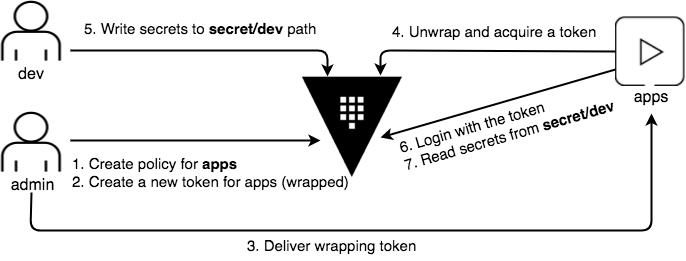 5. Write secrets to secret/dev path
4. Unwrap and acquire a token
dev
apps
6. Login with the token
7. Read secrets from secret/dev
admin
1. Create policy for apps
2. Create a new token for apps (wrapped)
3. Deliver wrapping token